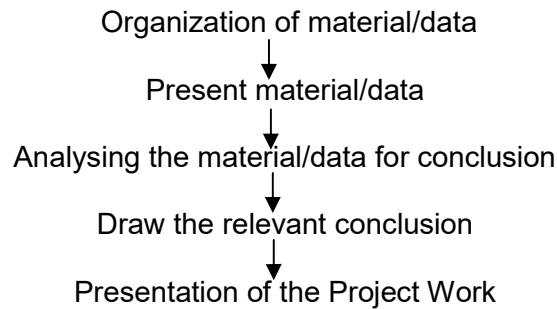 Organization of material/data
Present material/data
Analysing the material/data for conclusion
Draw the relevant conclusion
Presentation of the Project Work